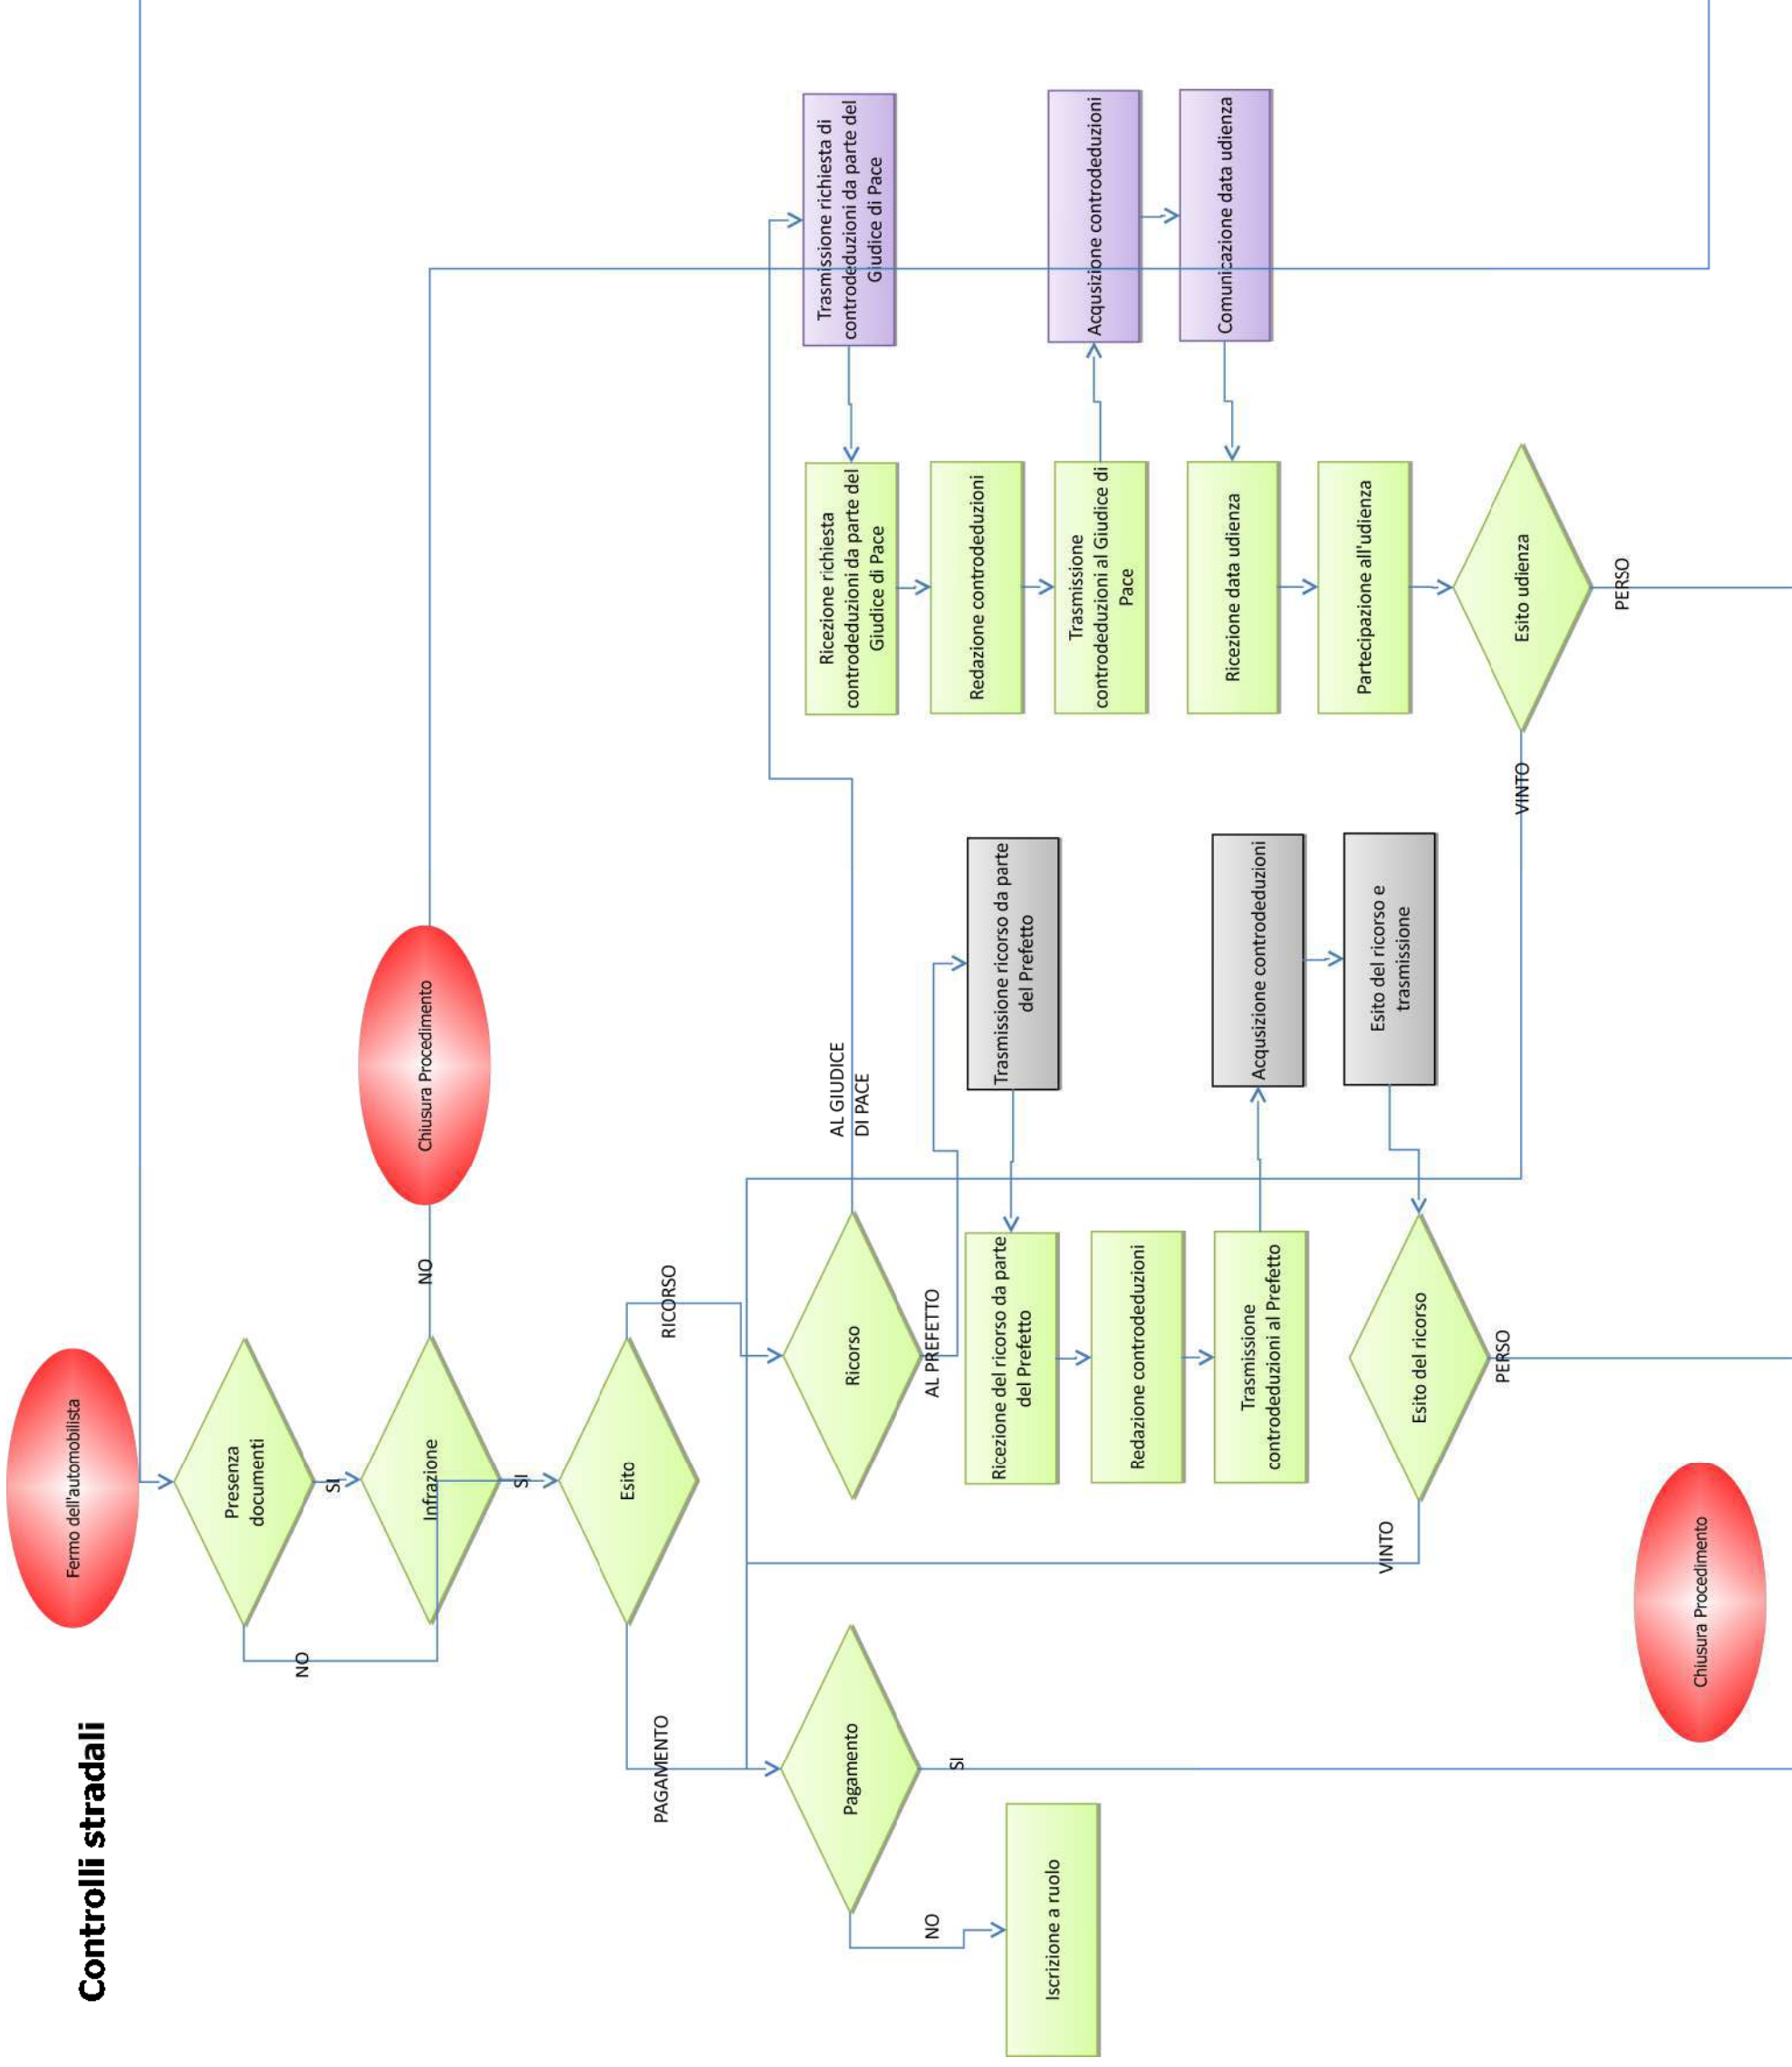 Controlli stradali
Fermo dell'automobilista
Presenza
documenti
NO
SI
Infrazione
NO
Chiusura Procedimento
SI
Esito
PAGAMENTO
RICORSO
Pagamento
NO
SI
Iscrizione a ruolo
Ricorso
AL GIUDICE
DI PACE
AL PREFETTO
Trasmissione ricorso da parte
del Prefetto
Ricezione del ricorso da parte
del Prefetto
Redazione controdeduzioni
Trasmissione
controdeduzioni al Prefetto
Acqusizione controdeduzioni
Esito del ricorso e
trasmissione
Esito del ricorso
VINTO
PERSO
Trasmissione richiesta di
controdeduzioni da parte del
Giudice di Pace
Ricezione richiesta
controdeduzioni da parte del
Giudice di Pace
Redazione controdeduzioni
Trasmissione
controdeduzioni al Giudice di
Pace
Acqusizione controdeduzioni
Comunicazione data udienza
Ricezione data udienza
Partecipazione all'udienza
Esito udienza
VINTO
PERSO
Chiusura Procedimento